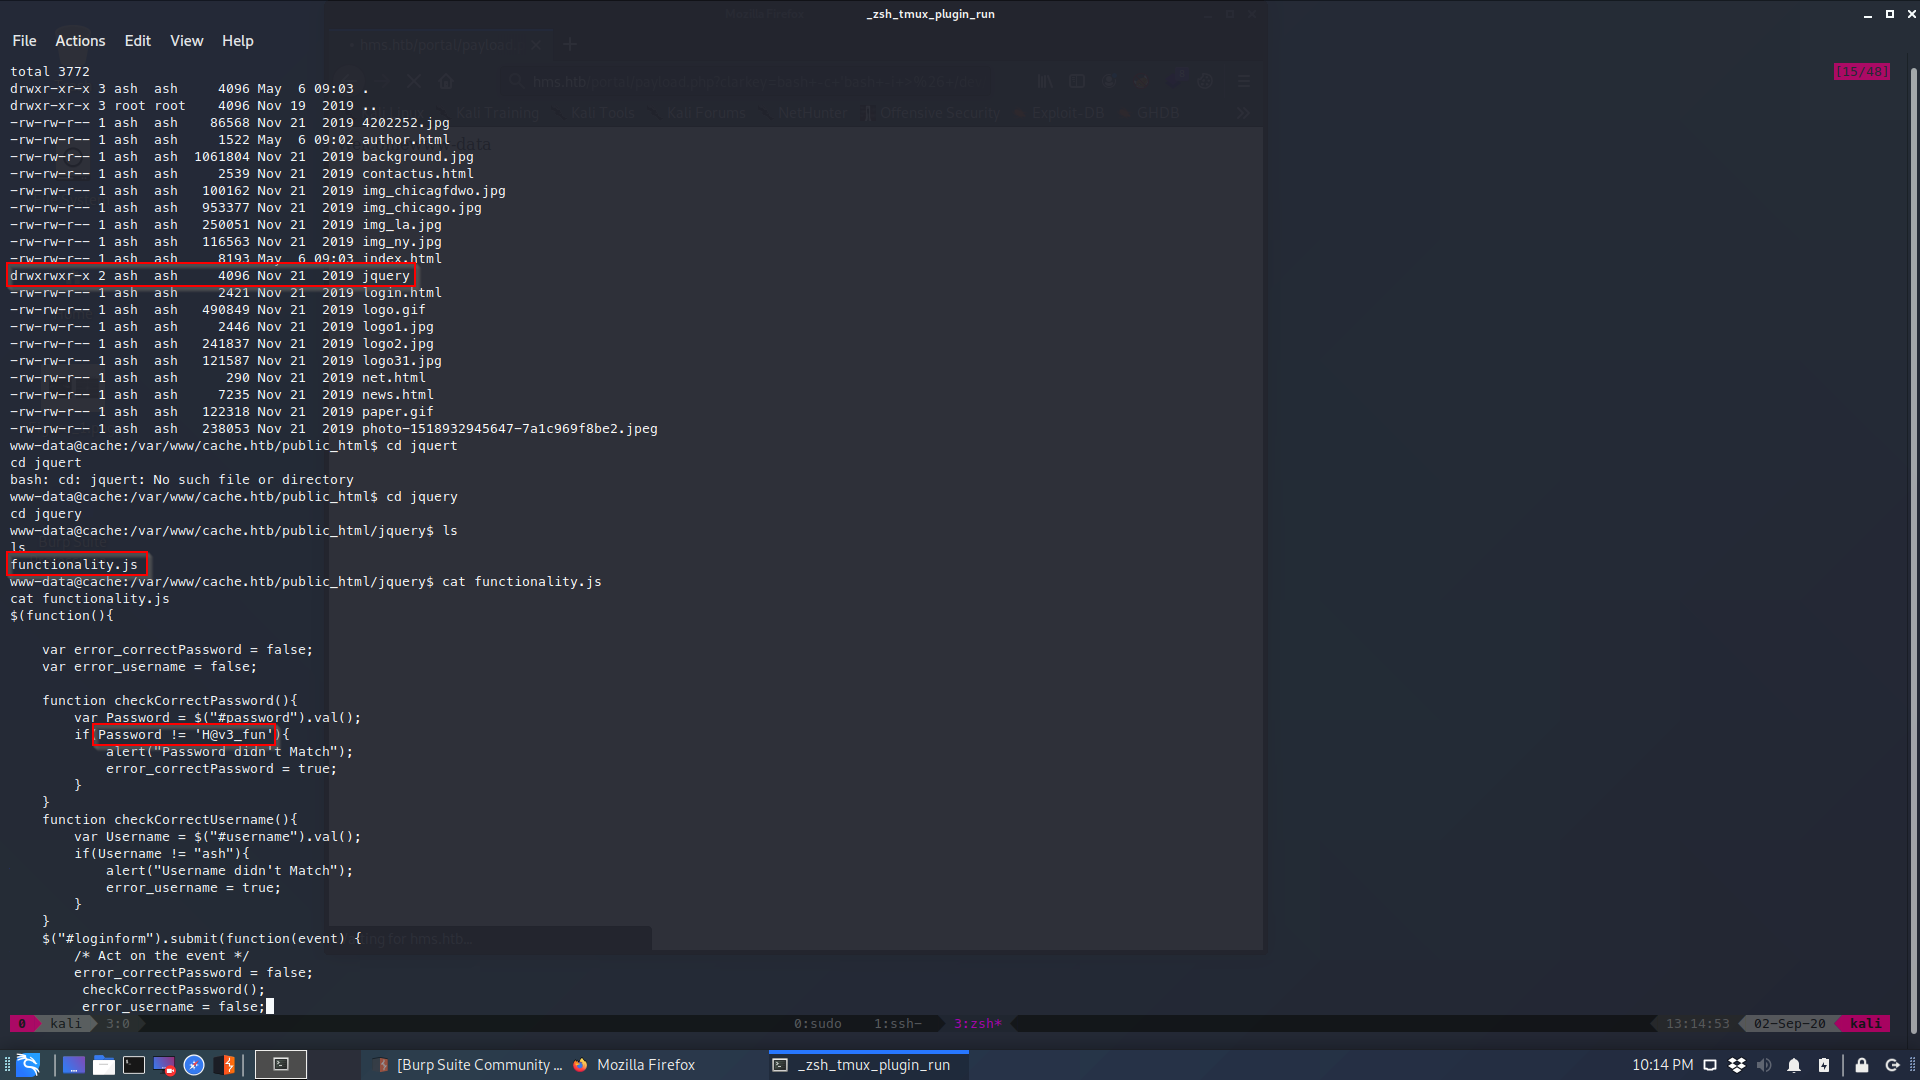 _zsh_tmux_plugin_run
File Actions Edit View Help
total 3772
[15/48]
drwxr-xr-x 3 ash  ash     4096 May  6 09:03 .
drwxr-xr-x 3 root root    4096 Nov 19  2019 ..
-rw-rw-r-- 1 ash  ash    86568 Nov 21  2019 4202252.jpg
-rw-rw-r-- 1 ash  ash     1522 May  6 09:02 author.html
-rw-rw-r-- 1 ash  ash  1061804 Nov 21  2019 background.jpg
-rw-rw-r-- 1 ash  ash     2539 Nov 21  2019 contactus.html
-rw-rw-r-- 1 ash  ash   100162 Nov 21  2019 img_chicagfdwo.jpg
-rw-rw-r-- 1 ash  ash   953377 Nov 21  2019 img_chicago.jpg
-rw-rw-r-- 1 ash  ash   250051 Nov 21  2019 img_la.jpg
-rw-rw-r-- 1 ash  ash   116563 Nov 21  2019 img_ny.jpg
-rw-rw-r-- 1 ash  ash     8193 May  6 09:03 index.html
drwxrwxr-x 2 ash  ash     4096 Nov 21  2019 jquery
-rw-rw-r-- 1 ash  ash     2421 Nov 21  2019 login.html
-rw-rw-r-- 1 ash  ash   490849 Nov 21  2019 logo.gif
-rw-rw-r-- 1 ash  ash     2446 Nov 21  2019 logo1.jpg
-rw-rw-r-- 1 ash  ash   241837 Nov 21  2019 logo2.jpg
-rw-rw-r-- 1 ash  ash   121587 Nov 21  2019 logo31.jpg
-rw-rw-r-- 1 ash  ash      290 Nov 21  2019 net.html
-rw-rw-r-- 1 ash  ash     7235 Nov 21  2019 news.html
-rw-rw-r-- 1 ash  ash   122318 Nov 21  2019 paper.gif
-rw-rw-r-- 1 ash  ash   238053 Nov 21  2019 photo-1518932945647-7a1c969f8be2.jpeg
www-data@cache:/var/www/cache.htb/public_html$ cd jquert
cd jquert
bash: cd: jquert: No such file or directory
www-data@cache:/var/www/cache.htb/public_html$ cd jquery
cd jquery
www-data@cache:/var/www/cache.htb/public_html/jquery$ ls
ls
functionality.js
www-data@cache:/var/www/cache.htb/public_html/jquery$ cat functionality.js
cat functionality.js
$(function(){
    var error_correctPassword = false;
    var error_username = false;
    function checkCorrectPassword(){
        var Password = $("#password").val();
        if(Password != 'H@v3_fun'){
            alert("Password didn't Match");
            error_correctPassword = true;
        }
    }
    function checkCorrectUsername(){
        var Username = $("#username").val();
        if(Username != "ash"){
            alert("Username didn't Match");
            error_username = true;
        }
    }
    $("#loginform").submit(function(event) {
        /* Act on the event */
        error_correctPassword = false;
         checkCorrectPassword();
         error_username = false;
0 kali 3:0 0:sudo 1:ssh- 3:zsh* 13:14:53 02-Sep-20 kali
[Burp Suite Community ... Mozilla Firefox _zsh_tmux_plugin_run 10:14 PM